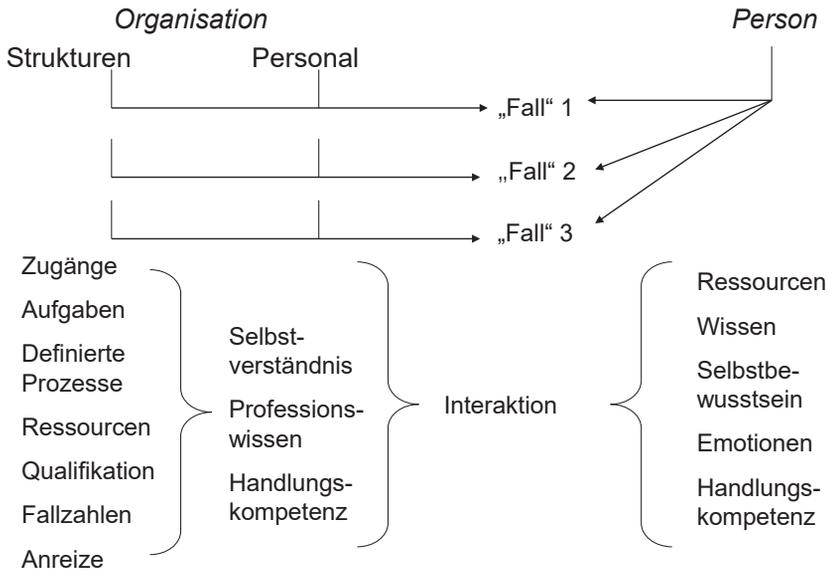 Organisation
Person
Strukturen
Personal
„Fall“ 1
„Fall“ 2
„Fall“ 3
Zugänge
Aufgaben
Definierte
Prozesse
Ressourcen
Qualifikation
Fallzahlen
Anreize
Selbst-
verständnis
Professions-
wissen
Handlungs-
kompetenz
Interaktion
Ressourcen
Wissen
Selbstbe-
wusstsein
Emotionen
Handlungs-
kompetenz